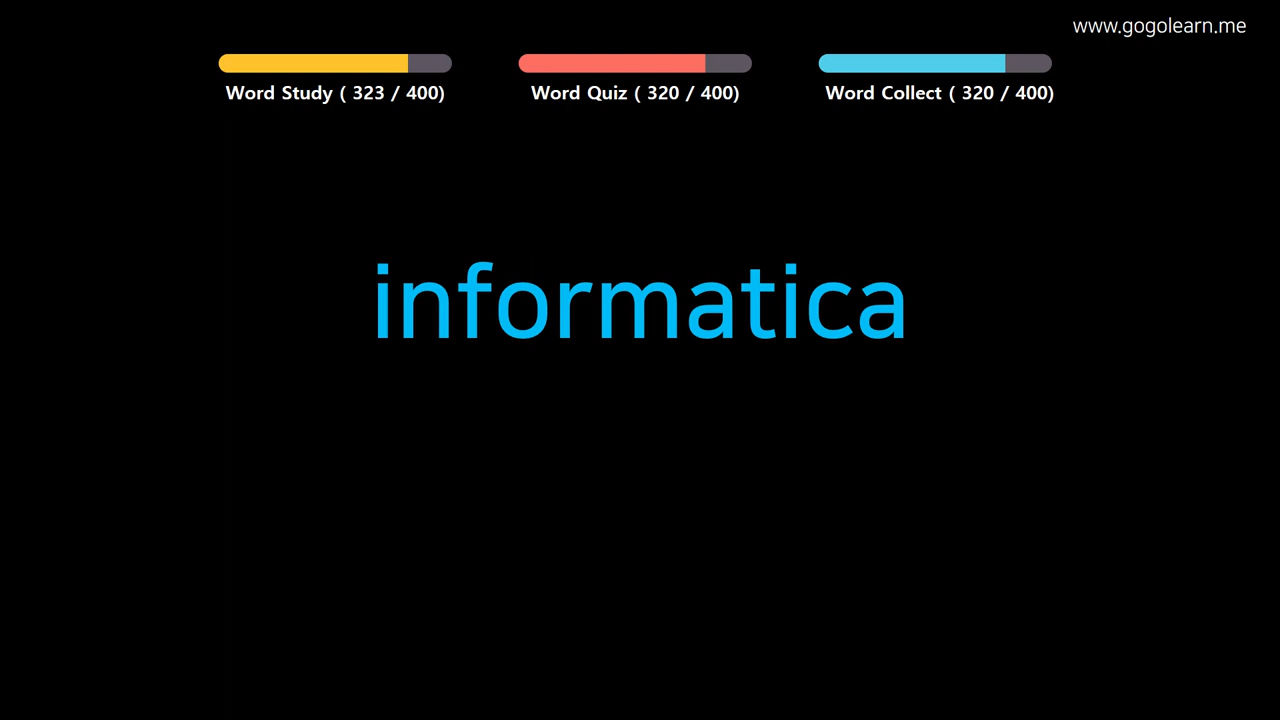 www.gogolearn.me
Word Study ( 323 / 400)
Word Quiz ( 320 / 400)
Word Collect ( 320 / 400)
informatica